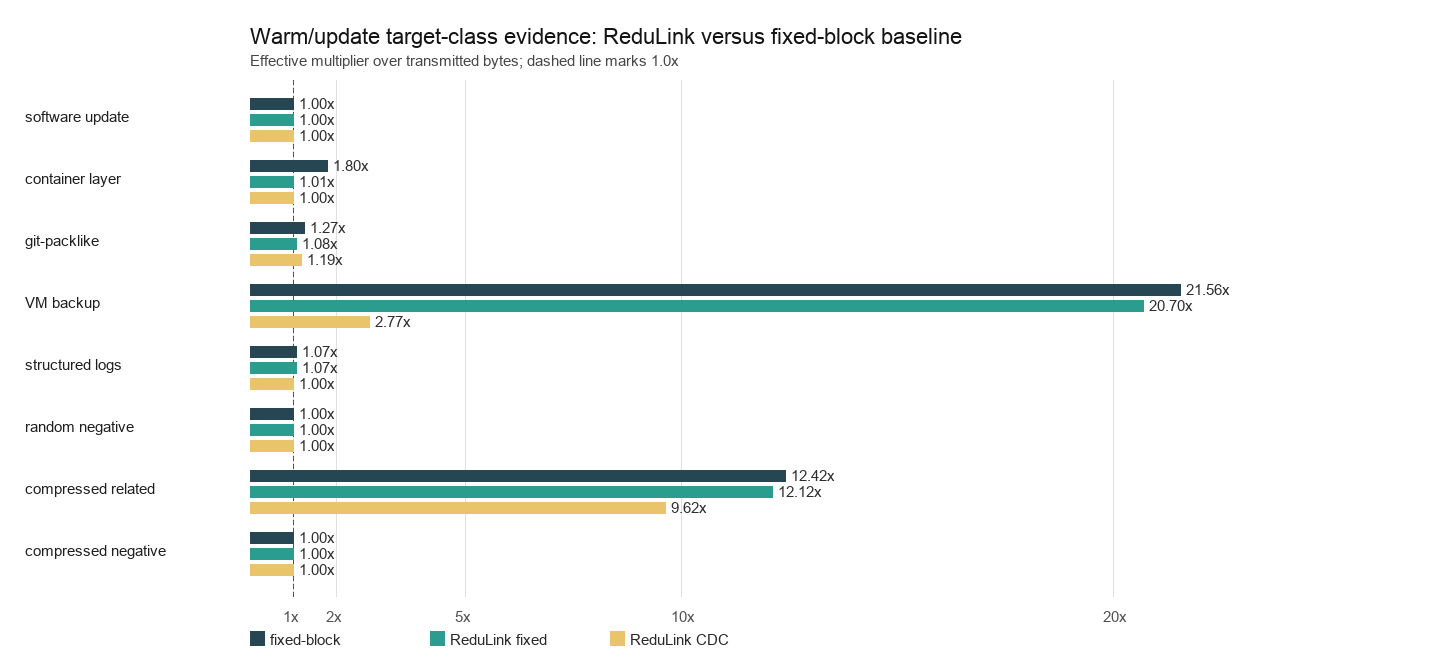 Warm/update target-class evidence: ReduLink versus fixed-block baseline
Effective multiplier over transmitted bytes; dashed line marks 1.0x
software update
1.00x
1.00x
1.00x
container layer
1.80x
1.01x
1.00x
git-packlike
1.27x
1.08x
1.19x
VM backup
21.56x
20.70x
2.77x
structured logs
1.07x
1.07x
1.00x
random negative
1.00x
1.00x
1.00x
compressed related
12.42x
12.12x
9.62x
compressed negative
1.00x
1.00x
1.00x
1x 2x 5x 10x 20x
fixed-block ReduLink fixed ReduLink CDC